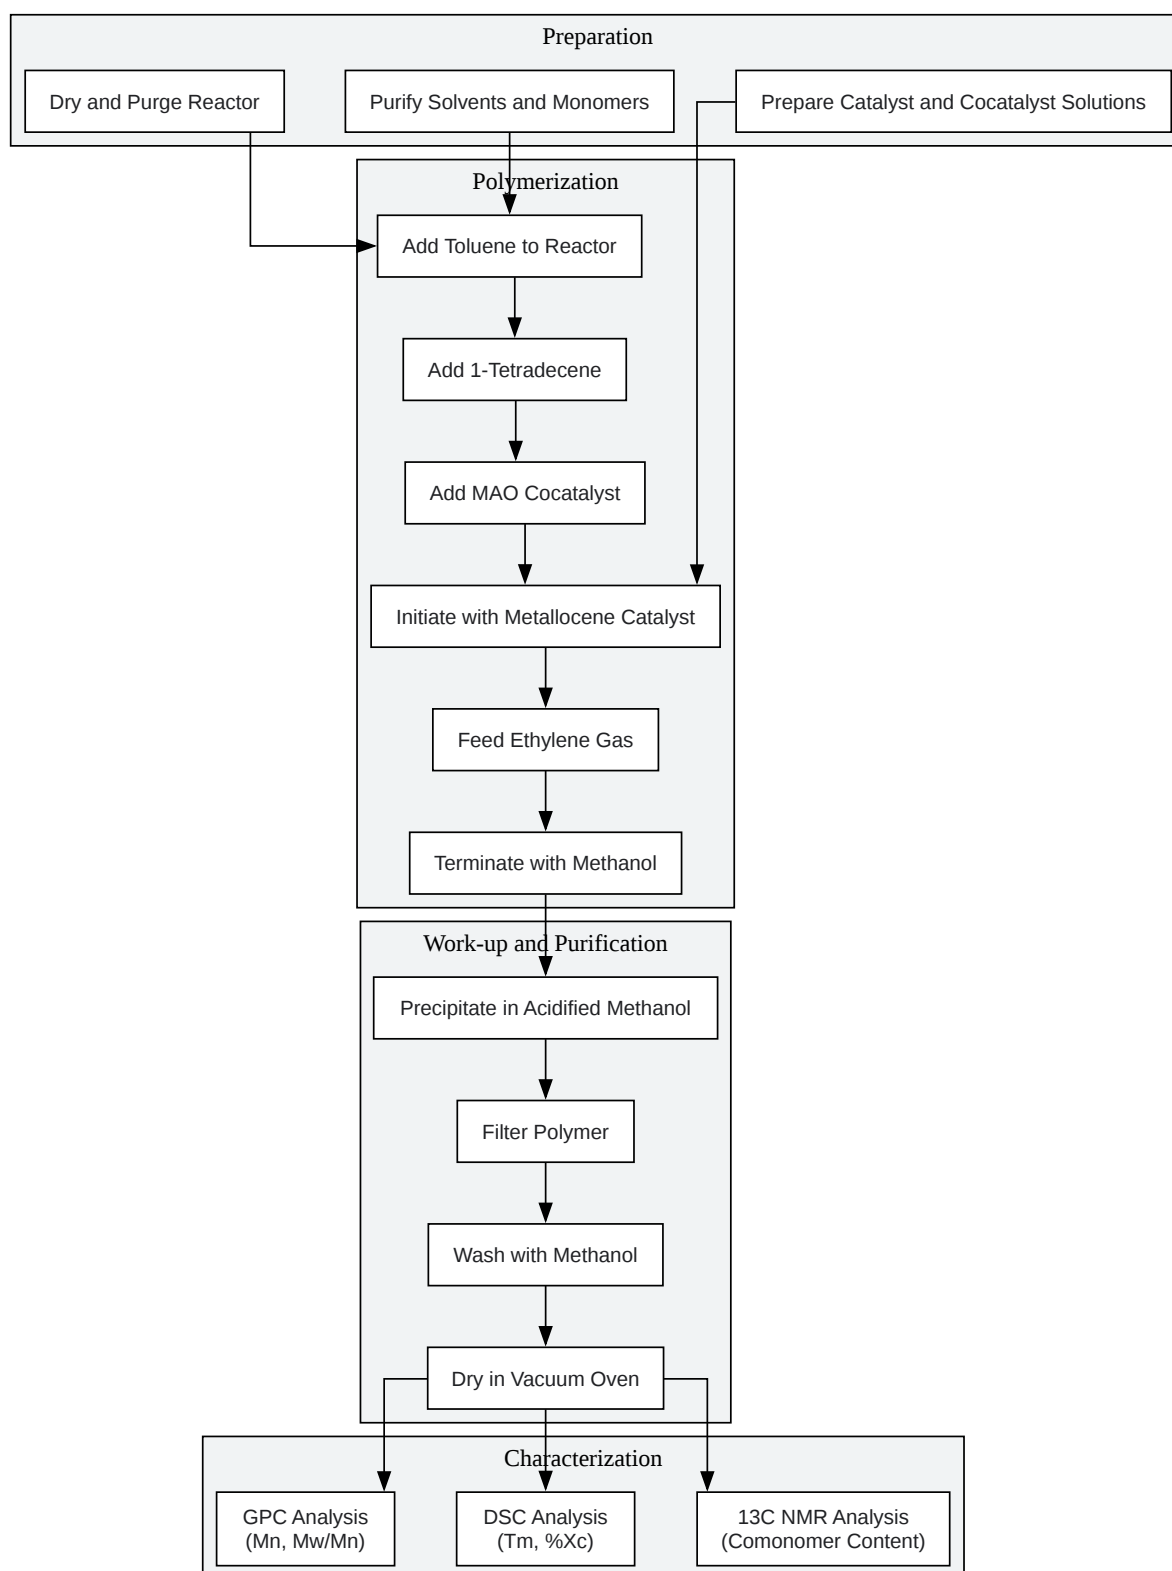 Preparation
Dry and Purge Reactor
Purify Solvents and Monomers
Prepare Catalyst and Cocatalyst Solutions
Polymerization
Add Toluene to Reactor
Add 1-Tetradecene
Add MAO Cocatalyst
Initiate with Metallocene Catalyst
Feed Ethylene Gas
Terminate with Methanol
Work-up and Purification
Precipitate in Acidified Methanol
Filter Polymer
Wash with Methanol
Dry in Vacuum Oven
Characterization
GPC Analysis
(Mn, Mw/Mn)
DSC Analysis
(Tm, %Xc)
13C NMR Analysis
(Comonomer Content)